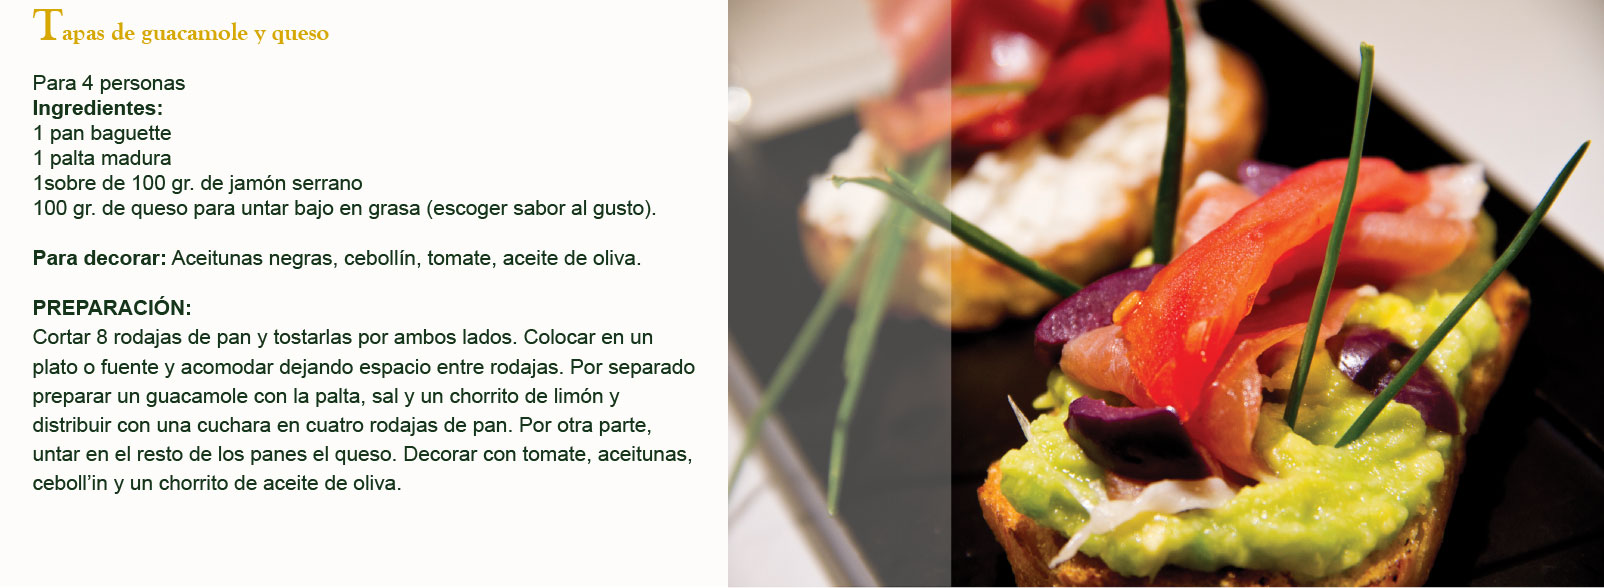 Tapas de guacamole y queso
Para 4 personas
Ingredientes:
1 pan baguette
1 palta madura
1sobre de 100 gr. de jamón serrano
100 gr. de queso para untar bajo en grasa (escoger sabor al gusto).
Para decorar: Aceitunas negras, cebollín, tomate, aceite de oliva.
PREPARACIÓN:
Cortar 8 rodajas de pan y tostarlas por ambos lados. Colocar en un
plato o fuente y acomodar dejando espacio entre rodajas. Por separado
preparar un guacamole con la palta, sal y un chorrito de limón y
distribuir con una cuchara en cuatro rodajas de pan. Por otra parte,
untar en el resto de los panes el queso. Decorar con tomate, aceitunas,
ceboll’in y un chorrito de aceite de oliva.